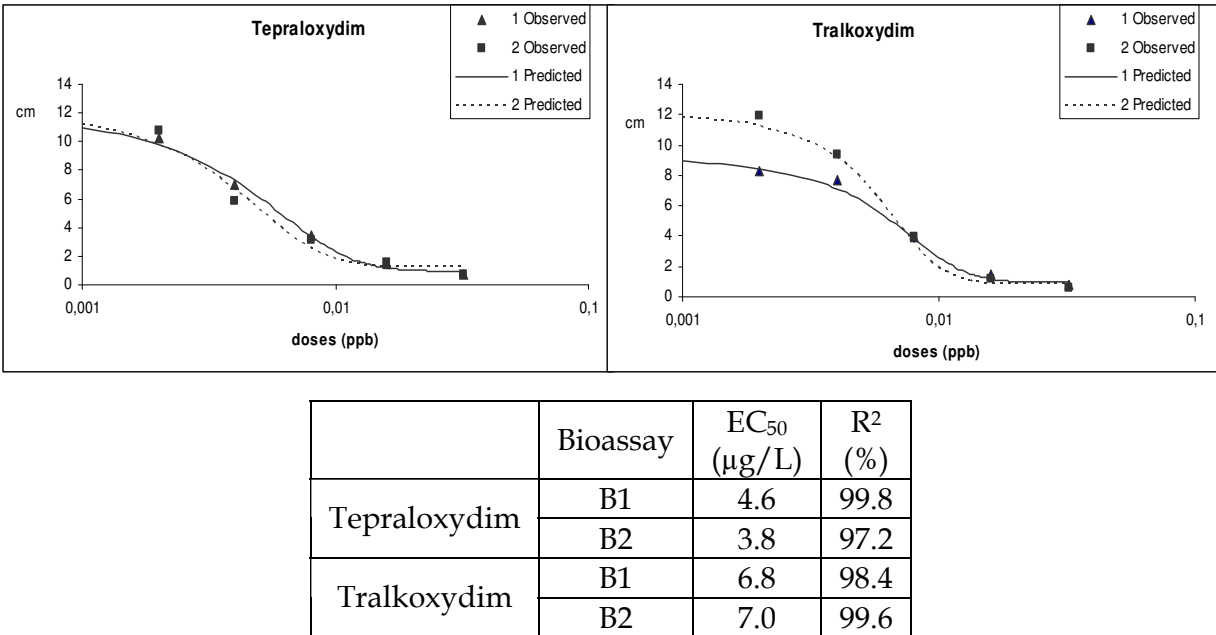 Tepraloxydim
1 Observed
2 Observed
1 Predicted
2 Predicted
cm
14
12
10
8
6
4
2
0
0,001
0,01
0,1
doses (ppb)
Tralkoxydim
1 Observed
2 Observed
1 Predicted
2 Predicted
cm
14
12
10
8
6
4
2
0
0,001
0,01
0,1
doses (ppb)
Bioassay EC50 (µg/L) R² (%)
Tepraloxydim B1 4.6 99.8
B2 3.8 97.2
Tralkoxydim B1 6.8 98.4
B2 7.0 99.6